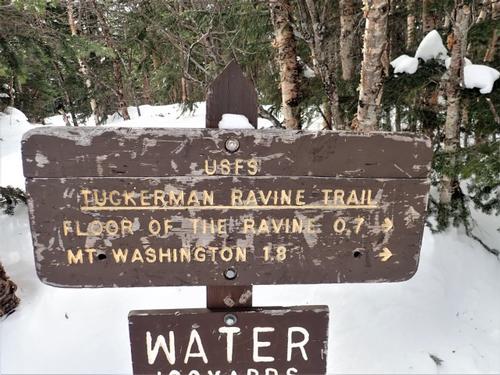 USFS
TUCKERMAN RAVINE TRAIL
FLOOR OF THE RAVINE 0.7 →
MT WASHINGTON 1.8 →
WATER